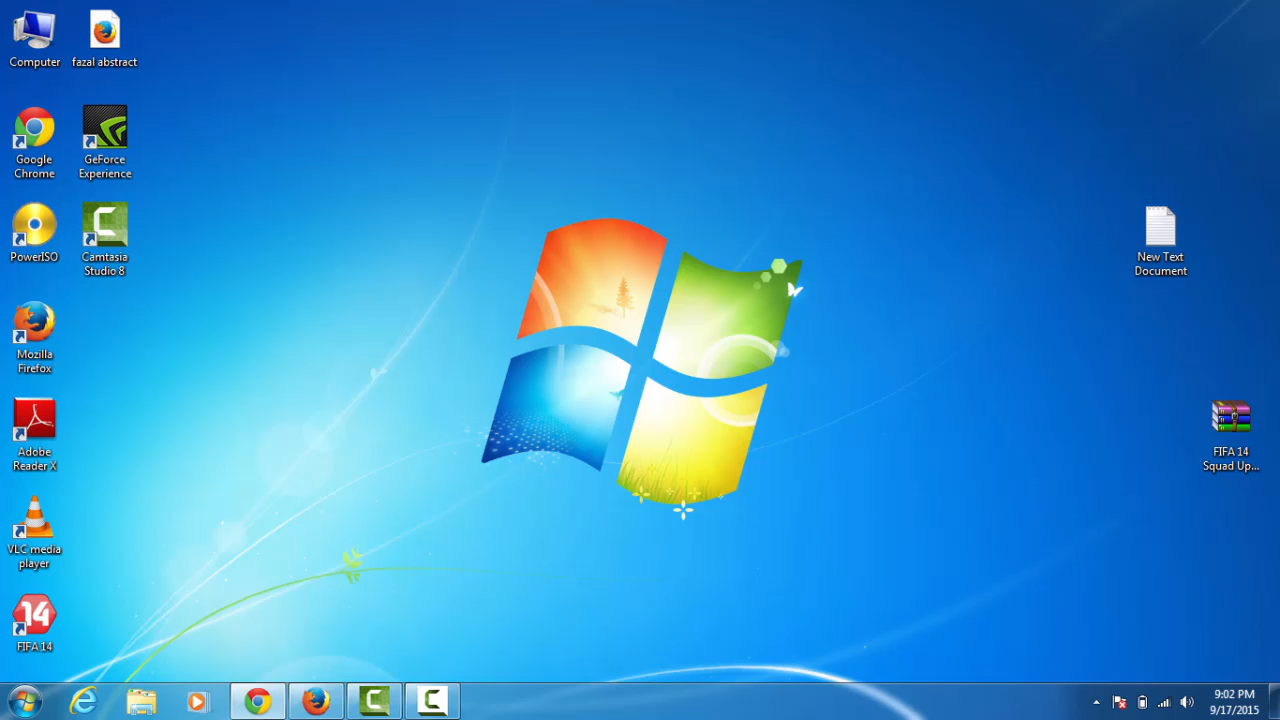 Computer
fazal abstract
Google
Chrome
GeForce
Experience
PowerISO
Camtasia
Studio 8
Mozilla
Firefox
Adobe
Reader X
VLC media
player
14
FIFA 14
New Text
Document
FIFA 14
Squad Up...
9:02 PM
9/17/2015